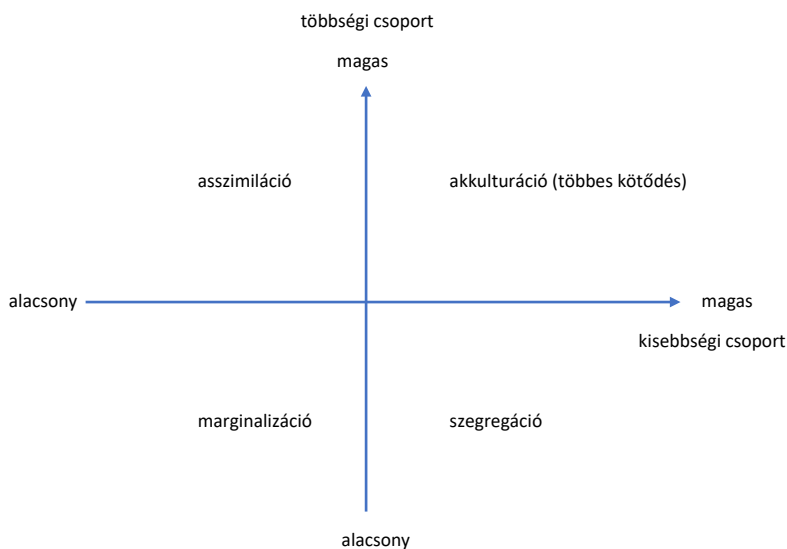 többségi csoport
magas
asszimiláció
akkulturáció (többes kötődés)
alacsony
magas
kisebbségi csoport
marginalizáció
szegregáció
alacsony